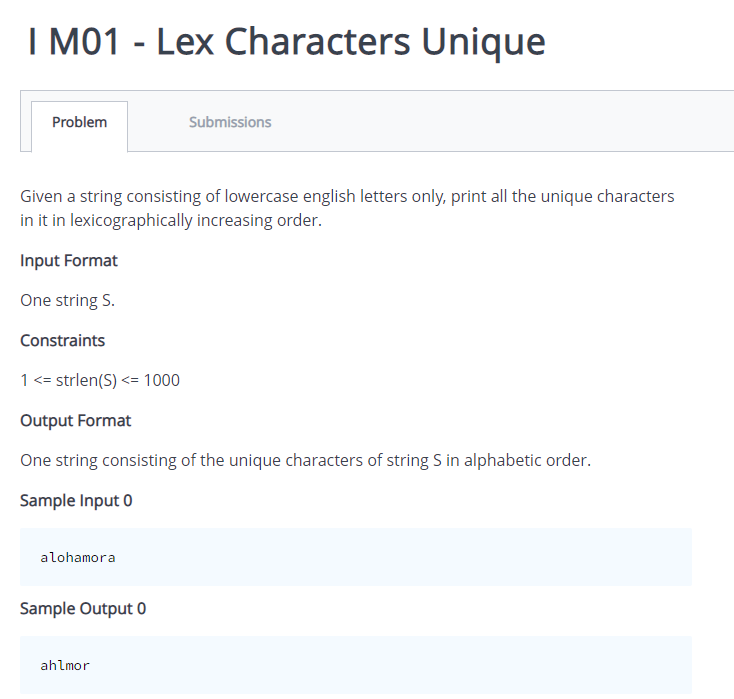 I M01 - Lex Characters Unique
Problem
Submissions
Given a string consisting of lowercase english letters only, print all the unique characters
in it in lexicographically increasing order.
Input Format
One string S.
Constraints
1 <= strlen(S) <= 1000
Output Format
One string consisting of the unique characters of string S in alphabetic order.
Sample Input 0
alohamora
Sample Output 0
ahlmor